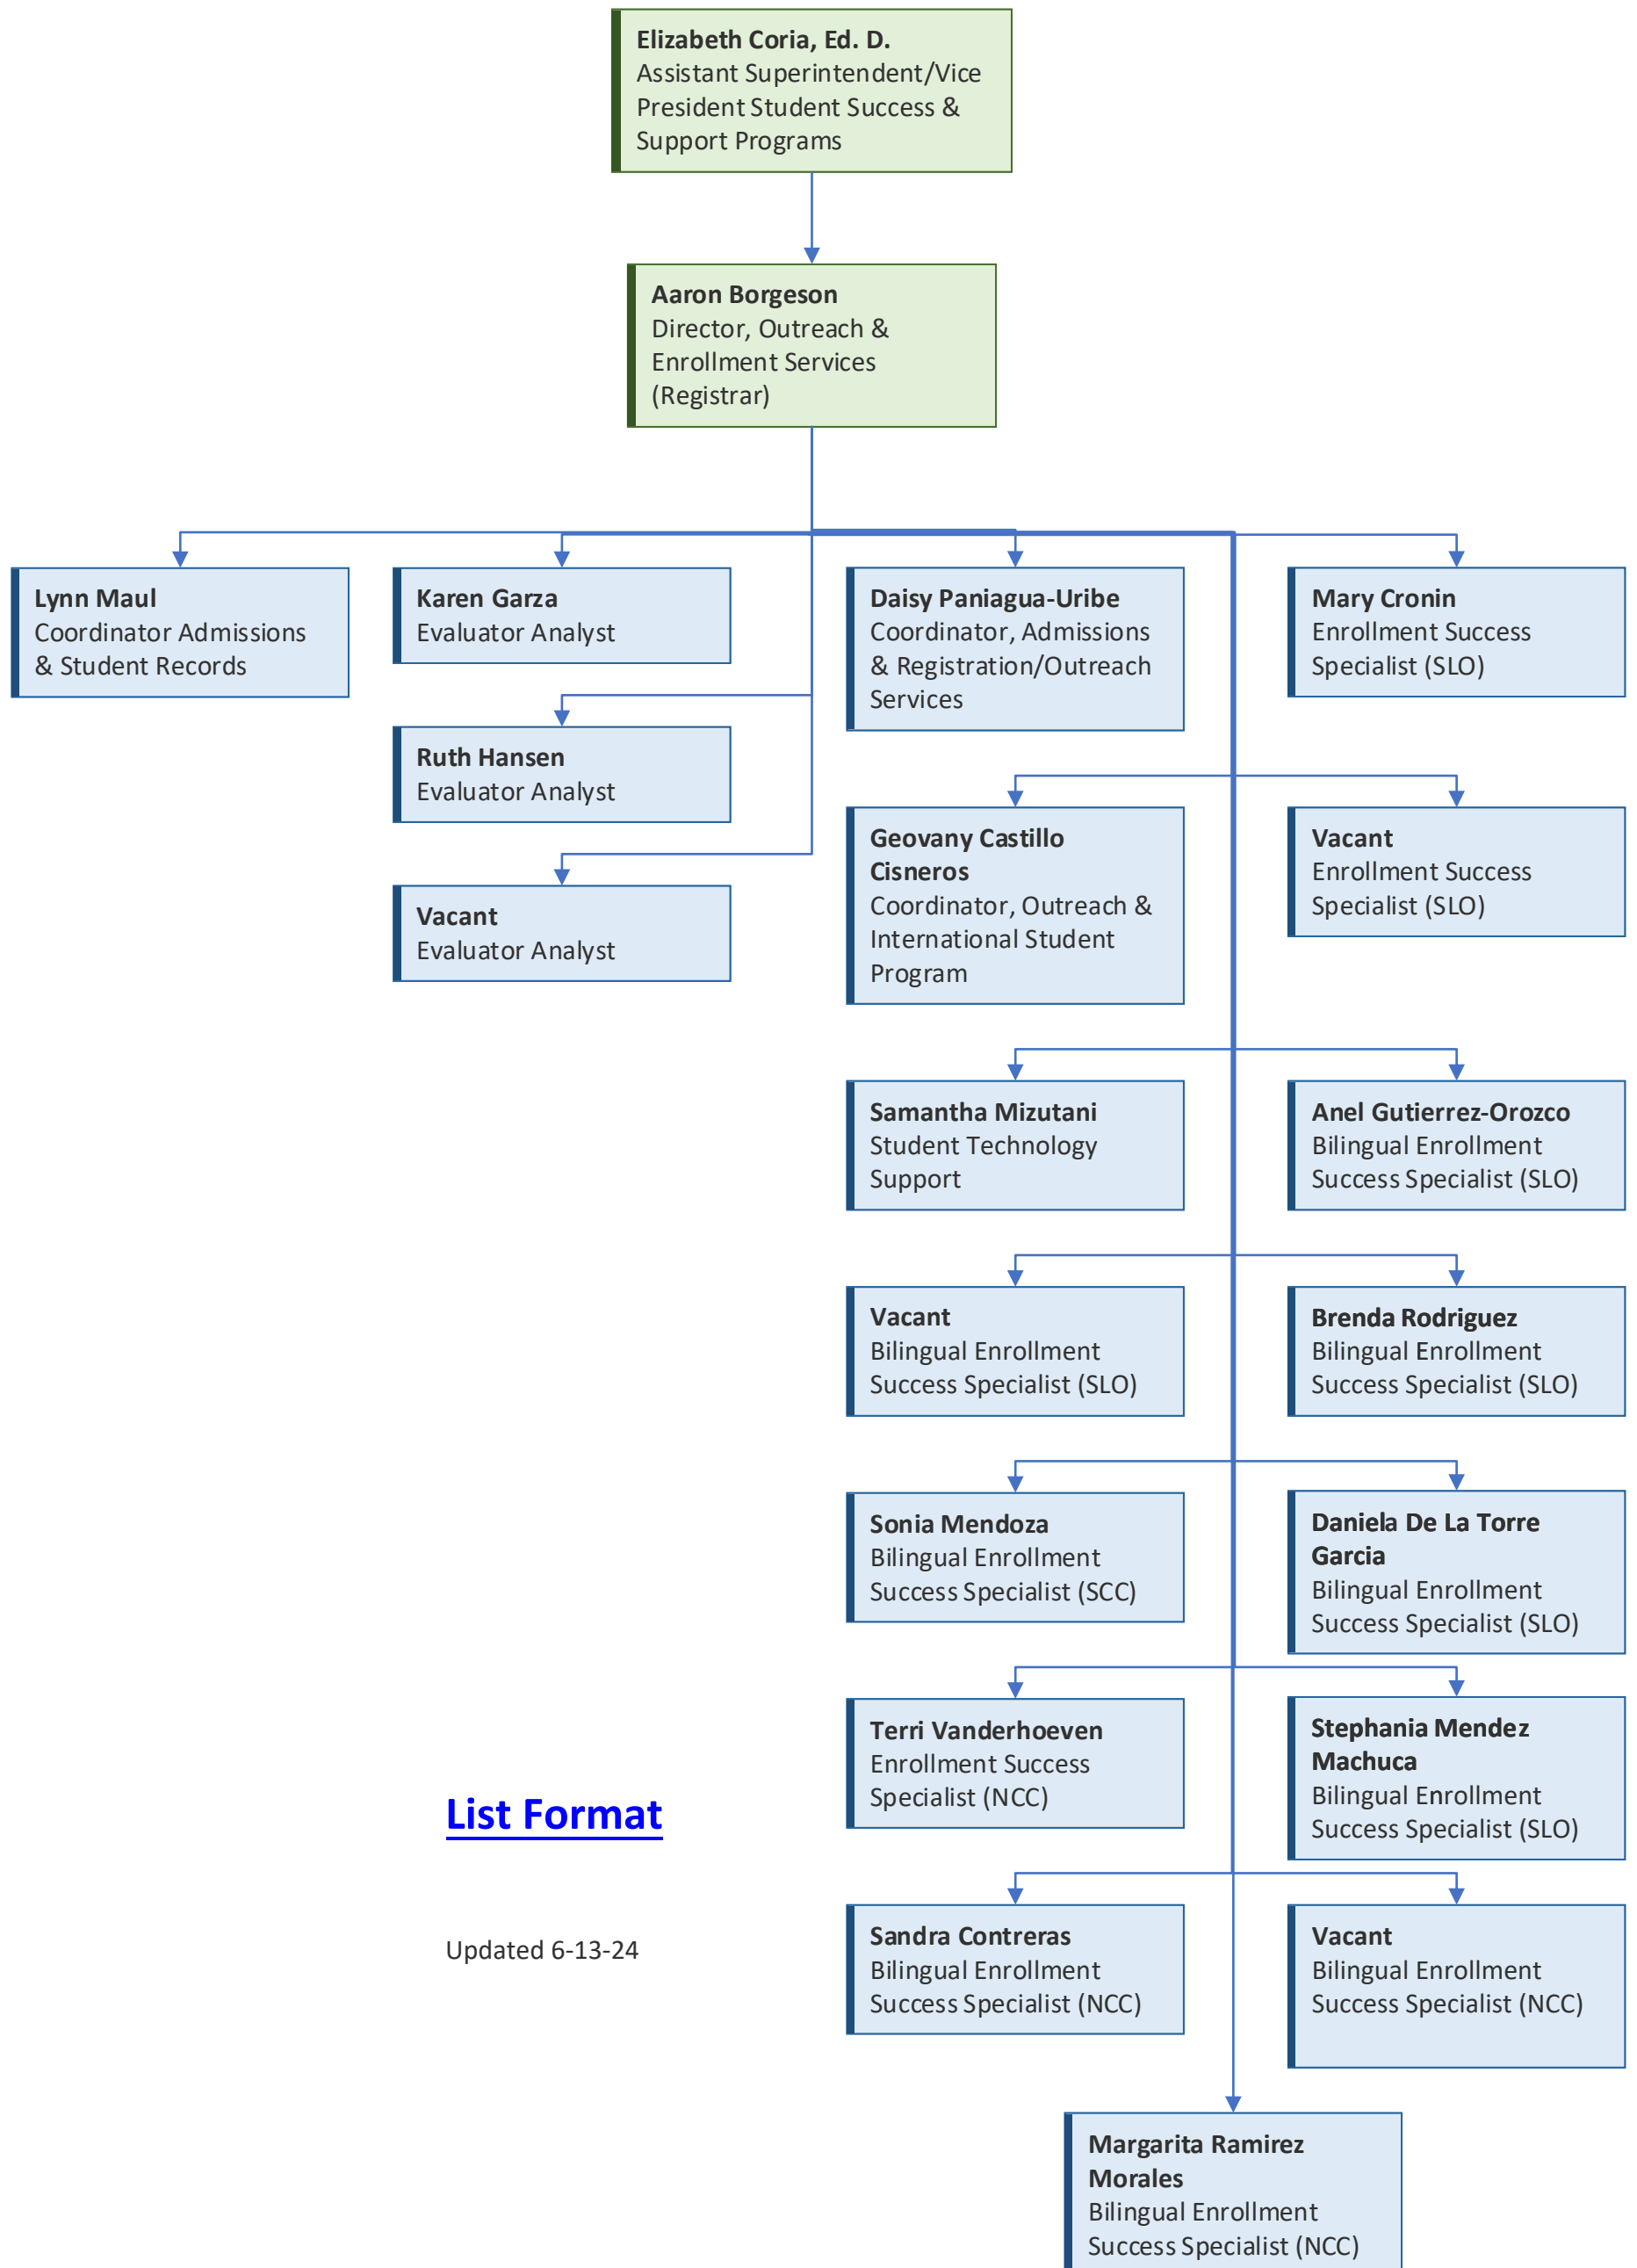 Elizabeth Coria, Ed. D.
Assistant Superintendent/Vice
President Student Success &
Support Programs
Aaron Borgeson
Director, Outreach &
Enrollment Services
(Registrar)
Lynn Maul
Coordinator Admissions
& Student Records
Karen Garza
Evaluator Analyst
Daisy Paniagua-Uribe
Coordinator, Admissions
& Registration/Outreach
Services
Mary Cronin
Enrollment Success
Specialist (SLO)
Ruth Hansen
Evaluator Analyst
Vacant
Evaluator Analyst
Geovany Castillo
Cisneros
Coordinator, Outreach &
International Student
Program
Vacant
Enrollment Success
Specialist (SLO)
Samantha Mizutani
Student Technology
Support
Anel Gutierrez-Orozco
Bilingual Enrollment
Success Specialist (SLO)
Vacant
Bilingual Enrollment
Success Specialist (SLO)
Brenda Rodriguez
Bilingual Enrollment
Success Specialist (SLO)
Sonia Mendoza
Bilingual Enrollment
Success Specialist (SCC)
Daniela De La Torre
Garcia
Bilingual Enrollment
Success Specialist (SLO)
Terri Vanderhoeven
Enrollment Success
Specialist (NCC)
Stephania Mendez
Machuca
Bilingual Enrollment
Success Specialist (SLO)
List Format
Updated 6-13-24
Sandra Contreras
Bilingual Enrollment
Success Specialist (NCC)
Vacant
Bilingual Enrollment
Success Specialist (NCC)
Margarita Ramirez
Morales
Bilingual Enrollment
Success Specialist (NCC)